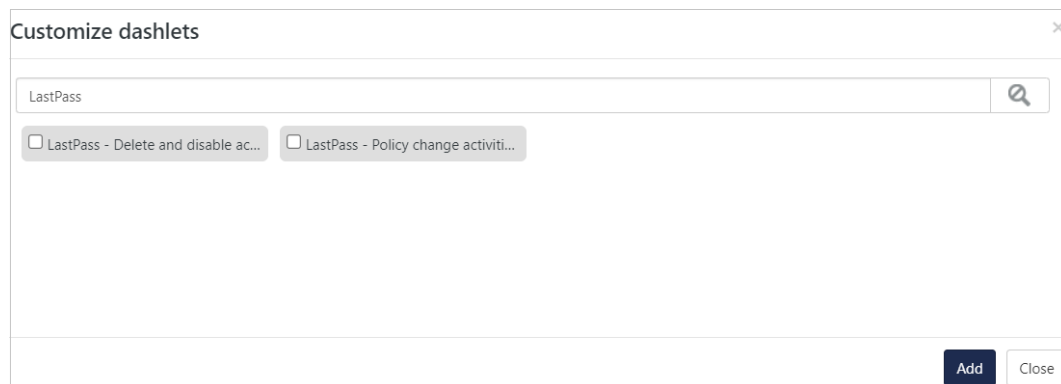 Customize dashlets
LastPass
LastPass - Delete and disable ac... LastPass - Policy change activiti...
Add Close